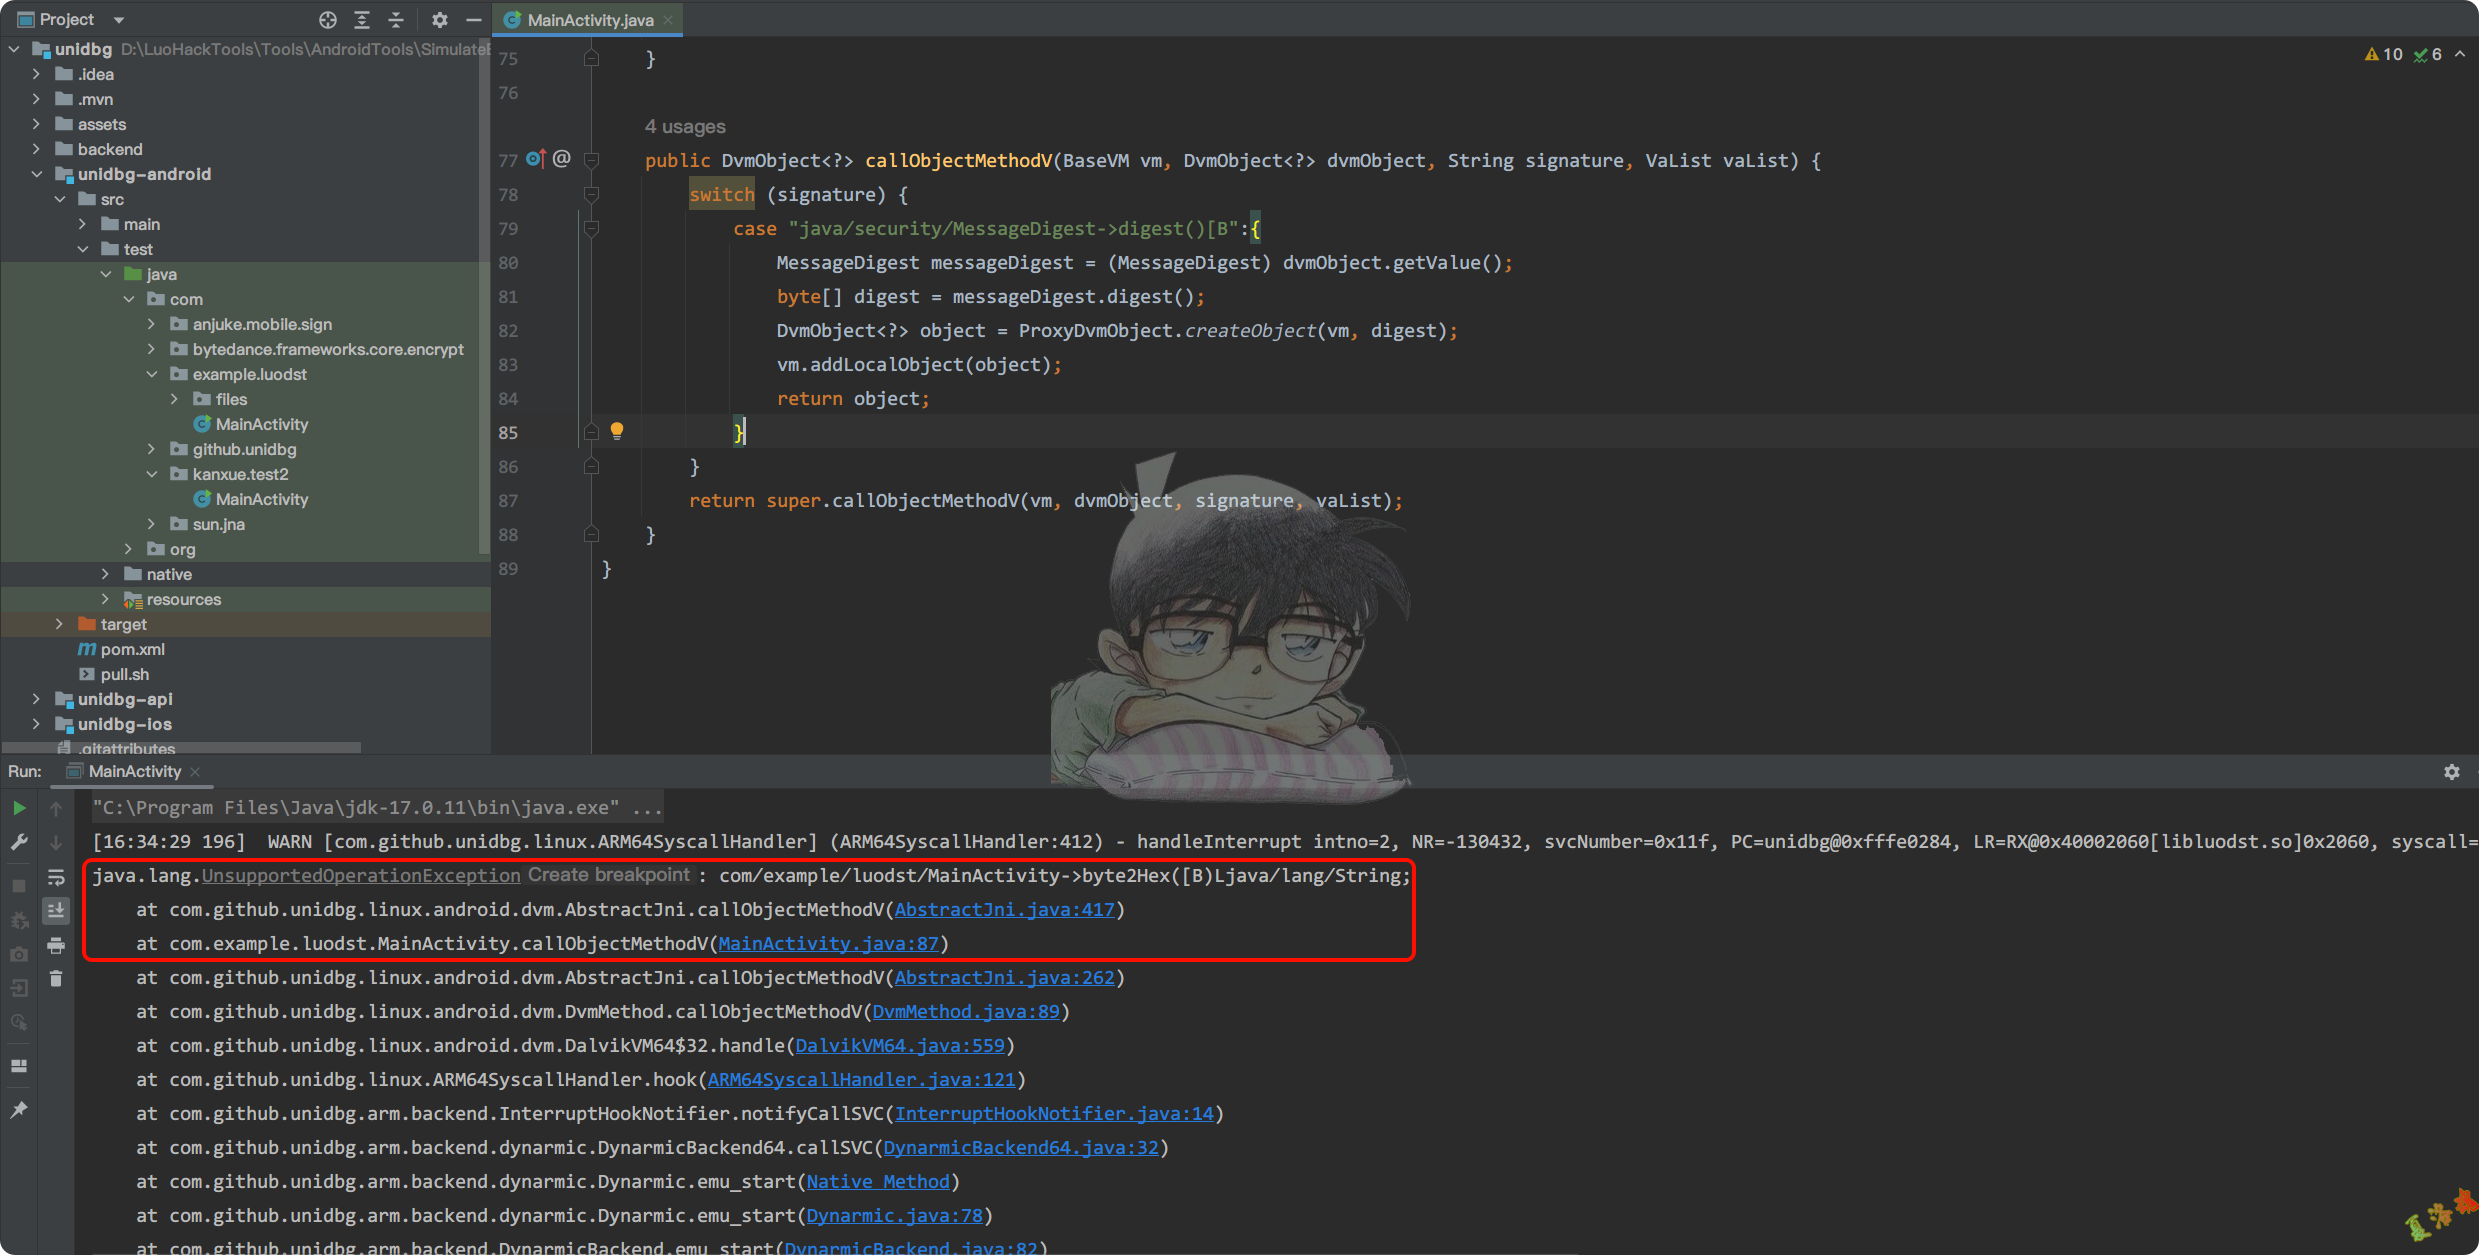 Project
MainActivity.java
unidbg D:\LuoHackTools\Tools\AndroidTools\Simulate
.idea
.mvn
assets
backend
unidbg-android
src
main
test
java
com
anjuke.mobile.sign
bytedance.frameworks.core.encrypt
example.luodst
files
MainActivity
github.unidbg
kanxue.test2
MainActivity
sun.jna
org
native
resources
target
pom.xml
pull.sh
unidbg-api
unidbg-ios
.gitattributes
10 6
75 }
76
4 usages
77 @ public DvmObject<?> callObjectMethodV(BaseVM vm, DvmObject<?> dvmObject, String signature, VaList vaList) {
78 switch (signature) {
79 case "java/security/MessageDigest->digest()[B":{
80 MessageDigest messageDigest = (MessageDigest) dvmObject.getValue();
81 byte[] digest = messageDigest.digest();
82 DvmObject<?> object = ProxyDvmObject.createObject(vm, digest);
83 vm.addLocalObject(object);
84 return object;
85 }
86 }
87 return super.callObjectMethodV(vm, dvmObject, signature, vaList);
88 }
89 }
Run: MainActivity
"C:\Program Files\Java\jdk-17.0.11\bin\java.exe" ...
[16:34:29 196]  WARN [com.github.unidbg.linux.ARM64SyscallHandler] (ARM64SyscallHandler:412) - handleInterrupt intno=2, NR=-130432, svcNumber=0x11f, PC=unidbg@0xfffe0284, LR=RX@0x40002060[libluodst.so]0x2060, syscall=
java.lang.UnsupportedOperationException Create breakpoint : com/example/luodst/MainActivity->byte2Hex([B)Ljava/lang/String;
at com.github.unidbg.linux.android.dvm.AbstractJni.callObjectMethodV(AbstractJni.java:417)
at com.example.luodst.MainActivity.callObjectMethodV(MainActivity.java:87)
at com.github.unidbg.linux.android.dvm.AbstractJni.callObjectMethodV(AbstractJni.java:262)
at com.github.unidbg.linux.android.dvm.DvmMethod.callObjectMethodV(DvmMethod.java:89)
at com.github.unidbg.linux.android.dvm.DalvikVM64$32.handle(DalvikVM64.java:559)
at com.github.unidbg.linux.ARM64SyscallHandler.hook(ARM64SyscallHandler.java:121)
at com.github.unidbg.arm.backend.InterruptHookNotifier.notifyCallSVC(InterruptHookNotifier.java:14)
at com.github.unidbg.arm.backend.dynarmic.DynarmicBackend64.callSVC(DynarmicBackend64.java:32)
at com.github.unidbg.arm.backend.dynarmic.Dynarmic.emu_start(Native Method)
at com.github.unidbg.arm.backend.dynarmic.Dynarmic.emu_start(Dynarmic.java:78)
at com.github.unidbg.arm.backend.DynarmicBackend.emu_start(DynarmicBackend.java:82)